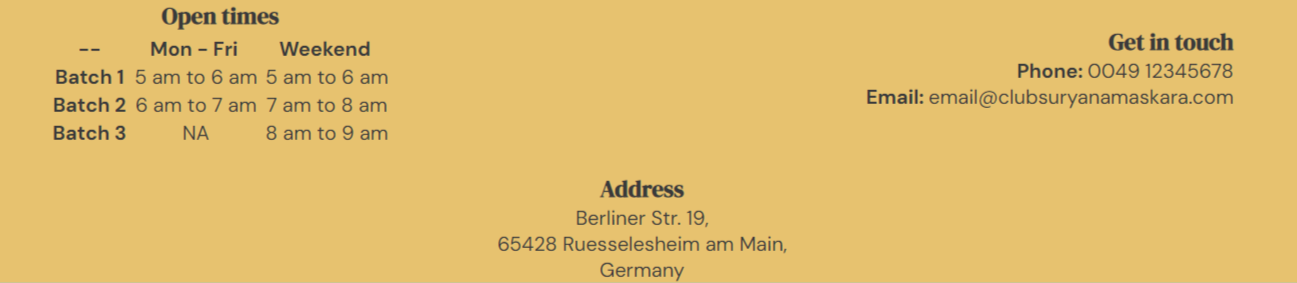 Open times
-- Mon - Fri Weekend
Batch 1 5 am to 6 am 5 am to 6 am
Batch 2 6 am to 7 am 7 am to 8 am
Batch 3 NA 8 am to 9 am
Get in touch
Phone: 0049 12345678
Email: email@clubsuryanamaskara.com
Address
Berliner Str. 19,
65428 Ruesselesheim am Main,
Germany